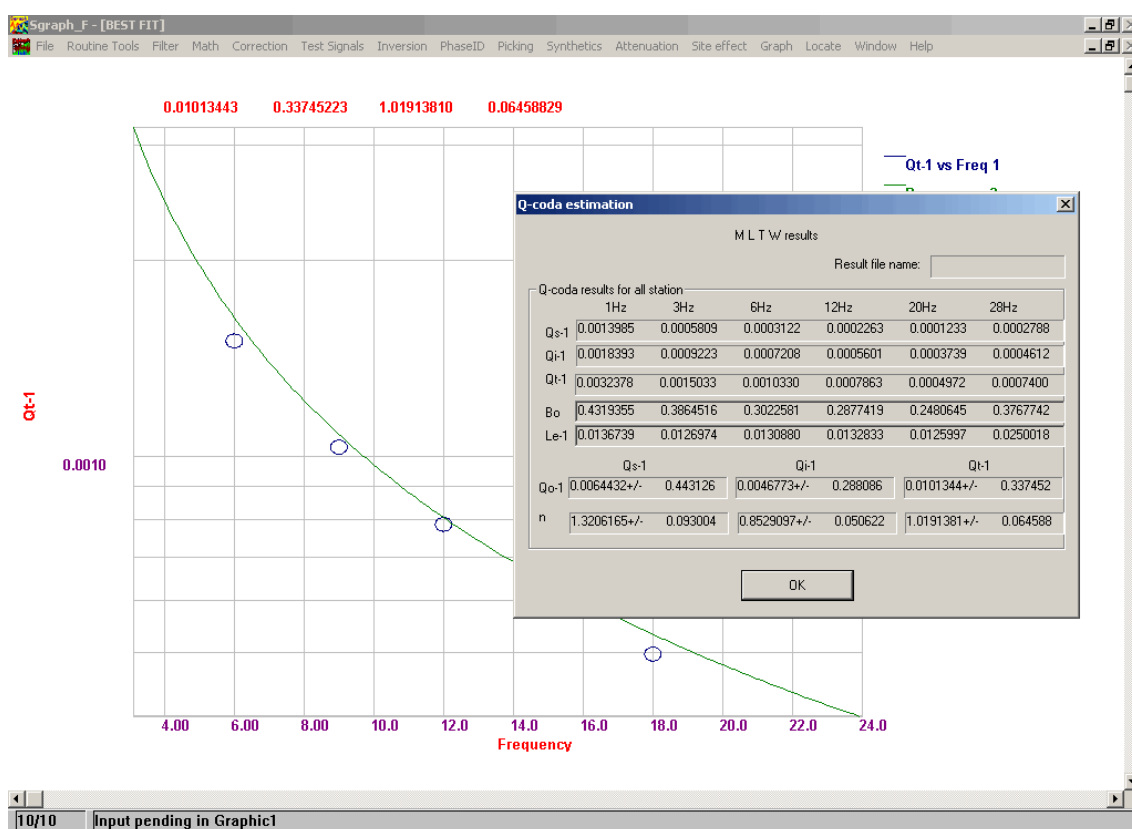 Sgraph_F - [BEST FIT]
File Routine Tools Filter Math Correction Test Signals Inversion PhaseID Picking Synthetics Attenuation Site effect Graph Locate Window Help
0.01013443 0.33745223 1.01913810 0.06458829
Qt-1 vs Freq 1
Qt-1
0.0010
4.00 6.00 8.00 10.0 12.0 14.0 16.0 18.0 20.0 22.0 24.0
Frequency
Q-coda estimation
M L T W results
Result file name:
Q-coda results for all station
1Hz 3Hz 6Hz 12Hz 20Hz 28Hz
Qs-1 0.0013985 0.0005809 0.0003122 0.0002263 0.0001233 0.0002788
Qi-1 0.0018393 0.0009223 0.0007208 0.0005601 0.0003739 0.0004612
Qt-1 0.0032378 0.0015033 0.0010330 0.0007863 0.0004972 0.0007400
Bo 0.4319355 0.3864516 0.3022581 0.2877419 0.2480645 0.3767742
Le-1 0.0136739 0.0126974 0.0130880 0.0132833 0.0125997 0.0250018
Qs-1 Qi-1 Qt-1
Qo-1 0.0064432+/- 0.443126 0.0046773+/- 0.288086 0.0101344+/- 0.337452
n 1.3206165+/- 0.093004 0.8529097+/- 0.050622 1.0191381+/- 0.064588
OK
10/10 Input pending in Graphic1